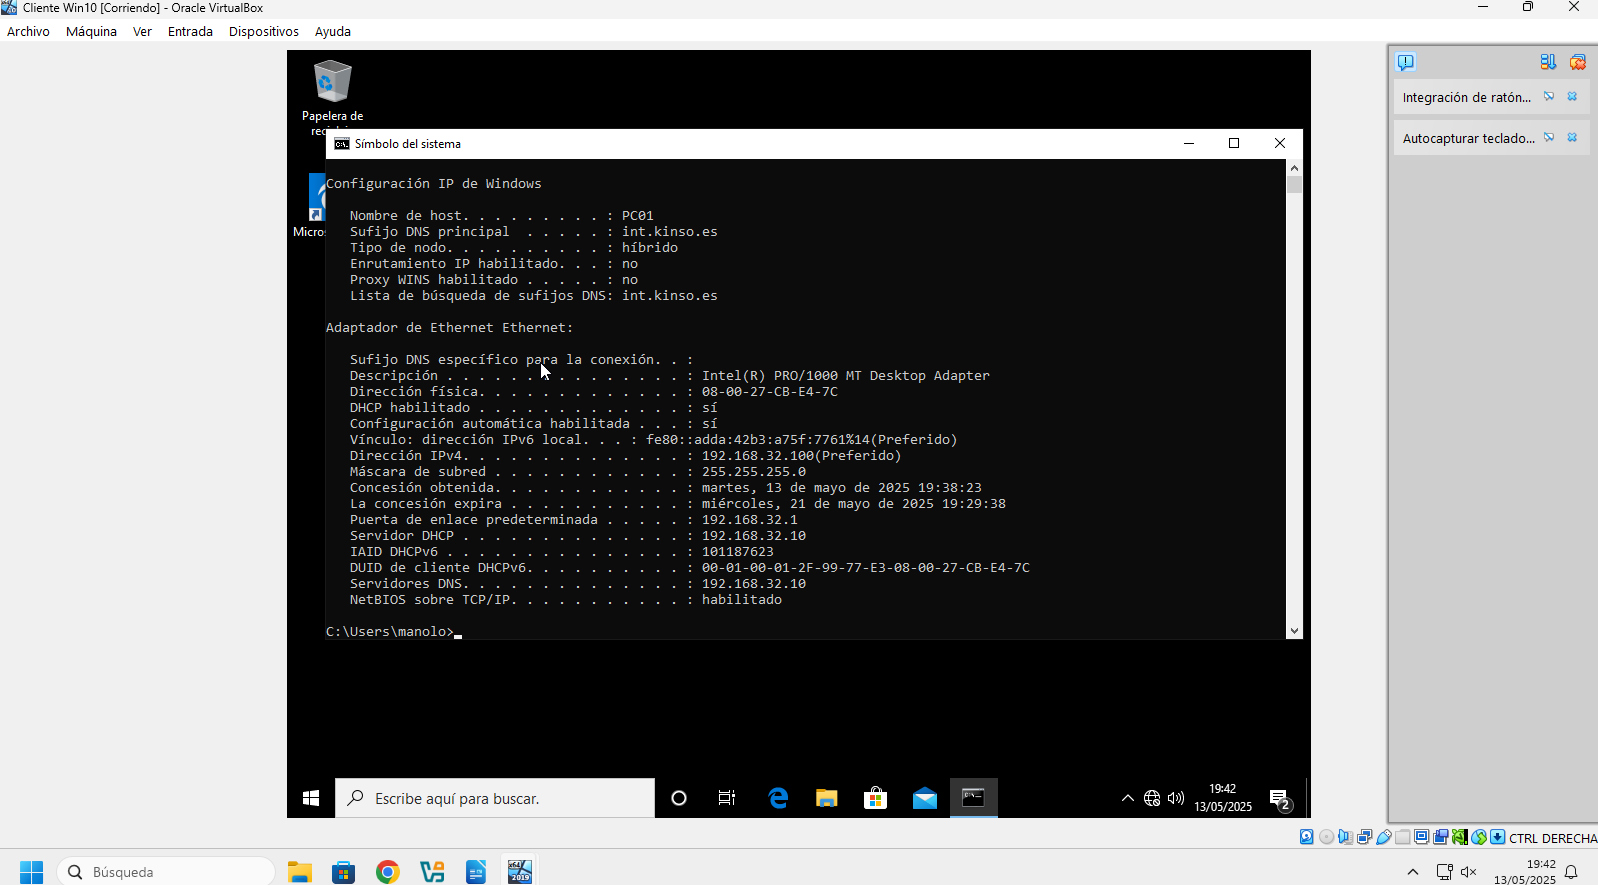 Cliente Win10 [Corriendo] - Oracle VirtualBox
Archivo Máquina Ver Entrada Dispositivos Ayuda
Integración de ratón...
Autocapturar teclado...
Papelera de
Micros
Símbolo del sistema
Configuración IP de Windows
Nombre de host. . . . . . . . . : PC01
Sufijo DNS principal . . . . . : int.kinso.es
Tipo de nodo. . . . . . . . . . : híbrido
Enrutamiento IP habilitado. . . : no
Proxy WINS habilitado . . . . . : no
Lista de búsqueda de sufijos DNS: int.kinso.es
Adaptador de Ethernet Ethernet:
Sufijo DNS específico para la conexión. . :
Descripción . . . . . . . . . . . . . . . : Intel(R) PRO/1000 MT Desktop Adapter
Dirección física. . . . . . . . . . . . . : 08-00-27-CB-E4-7C
DHCP habilitado . . . . . . . . . . . . . : sí
Configuración automática habilitada . . . : sí
Vínculo: dirección IPv6 local. . . : fe80::adda:42b3:a75f:7761%14(Preferido)
Dirección IPv4. . . . . . . . . . . . . . : 192.168.32.100(Preferido)
Máscara de subred . . . . . . . . . . . . : 255.255.255.0
Concesión obtenida. . . . . . . . . . . . : martes, 13 de mayo de 2025 19:38:23
La concesión expira . . . . . . . . . . . : miércoles, 21 de mayo de 2025 19:29:38
Puerta de enlace predeterminada . . . . . : 192.168.32.1
Servidor DHCP . . . . . . . . . . . . . . : 192.168.32.10
IAID DHCPv6 . . . . . . . . . . . . . . . : 101187623
DUID de cliente DHCPv6. . . . . . . . . . : 00-01-00-01-2F-99-77-E3-08-00-27-CB-E4-7C
Servidores DNS. . . . . . . . . . . . . . : 192.168.32.10
NetBIOS sobre TCP/IP. . . . . . . . . . . : habilitado
C:\Users\manolo>
Escribe aquí para buscar.
19:42
13/05/2025
2
CTRL DERECHA
Búsqueda
x64
2019
19:42
13/05/2025